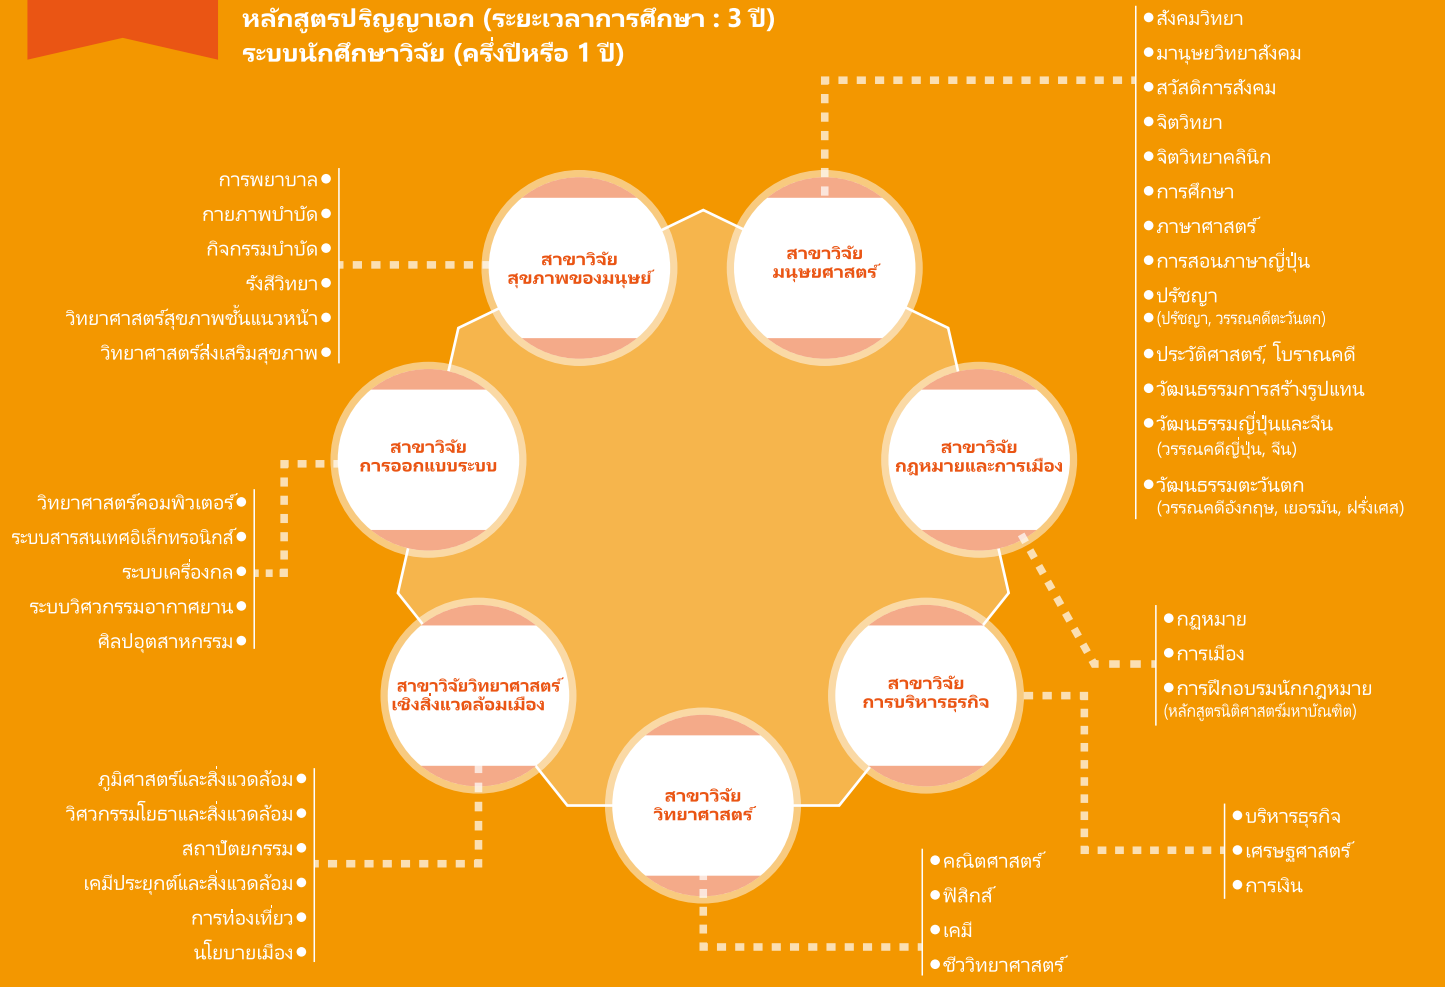 หลักสูตรปริญญาเอก (ระยะเวลาการศึกษา : 3 ปี)
ระบบนักศึกษาวิจัย (ครึ่งปีหรือ 1 ปี)
สาขาวิจัย
สุขภาพของมนุษย์
การพยาบาล
กายภาพบำบัด
กิจกรรมบำบัด
รังสีวิทยา
วิทยาศาสตร์สุขภาพชั้นแนวหน้า
วิทยาศาสตร์ส่งเสริมสุขภาพ
สาขาวิจัย
มนุษยศาสตร์
สังคมวิทยา
มานุษยวิทยาสังคม
สวัสดิการสังคม
จิตวิทยา
จิตวิทยาคลินิก
การศึกษา
ภาษาศาสตร์
การสอนภาษาญี่ปุ่น
ปรัชญา
(ปรัชญา, วรรณคดีตะวันตก)
ประวัติศาสตร์, โบราณคดี
วัฒนธรรมการสร้างรูปแทน
วัฒนธรรมญี่ปุ่นและจีน
(วรรณคดีญี่ปุ่น, จีน)
วัฒนธรรมตะวันตก
(วรรณคดีอังกฤษ, เยอรมัน, ฝรั่งเศส)
สาขาวิจัย
การออกแบบระบบ
วิทยาศาสตร์คอมพิวเตอร์
ระบบสารสนเทศอิเล็กทรอนิกส์
ระบบเครื่องกล
ระบบวิศวกรรมอากาศยาน
ศิลปอุตสาหกรรม
สาขาวิจัย
กฎหมายและการเมือง
กฎหมาย
การเมือง
การฝึกอบรมนักกฎหมาย
(หลักสูตรนิติศาสตร์มหาบัณฑิต)
สาขาวิจัยวิทยาศาสตร์
เชิงสิ่งแวดล้อมเมือง
ภูมิศาสตร์และสิ่งแวดล้อม
วิศวกรรมโยธาและสิ่งแวดล้อม
สถาปัตยกรรม
เคมีประยุกต์และสิ่งแวดล้อม
การท่องเที่ยว
นโยบายเมือง
สาขาวิจัย
การบริหารธุรกิจ
บริหารธุรกิจ
เศรษฐศาสตร์
การเงิน
สาขาวิจัย
วิทยาศาสตร์
คณิตศาสตร์
ฟิสิกส์
เคมี
ชีววิทยาศาสตร์